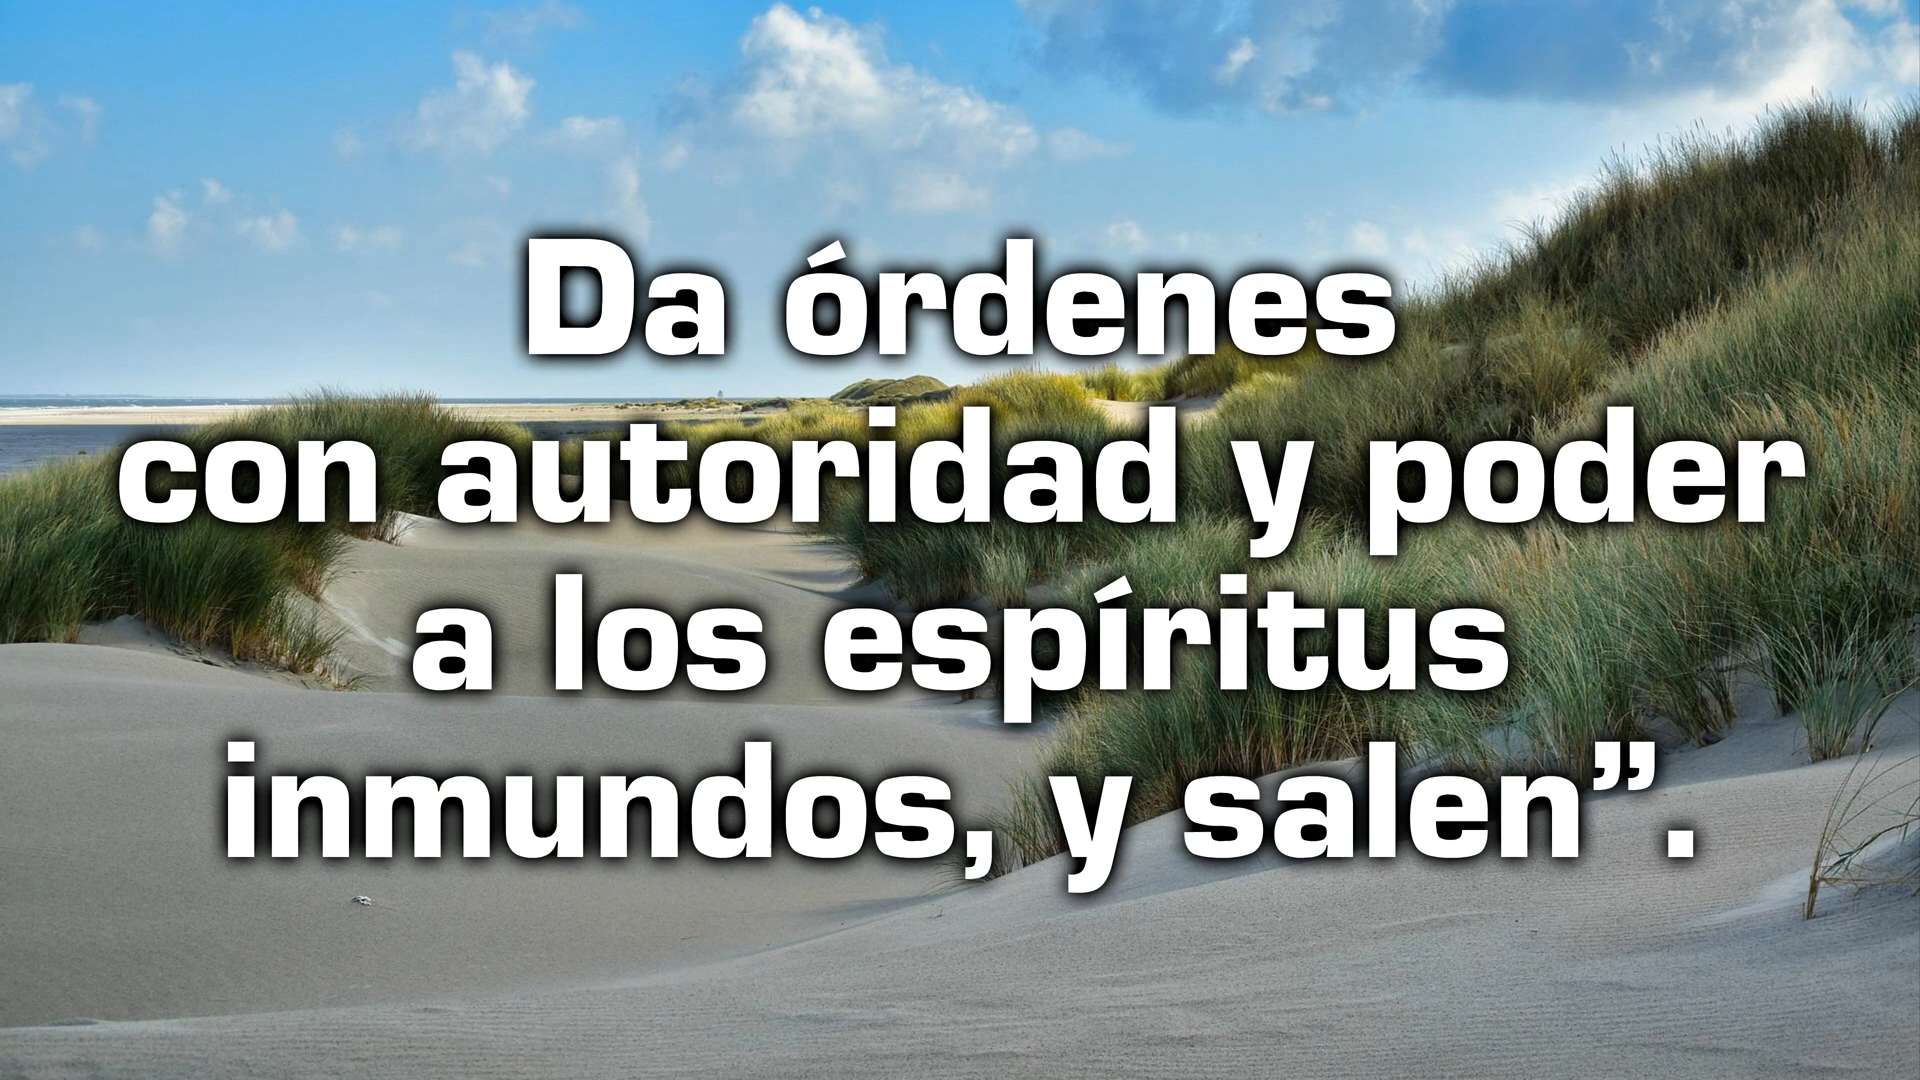 Da órdenes
con autoridad y poder
a los espíritus
inmundos, y salen”.